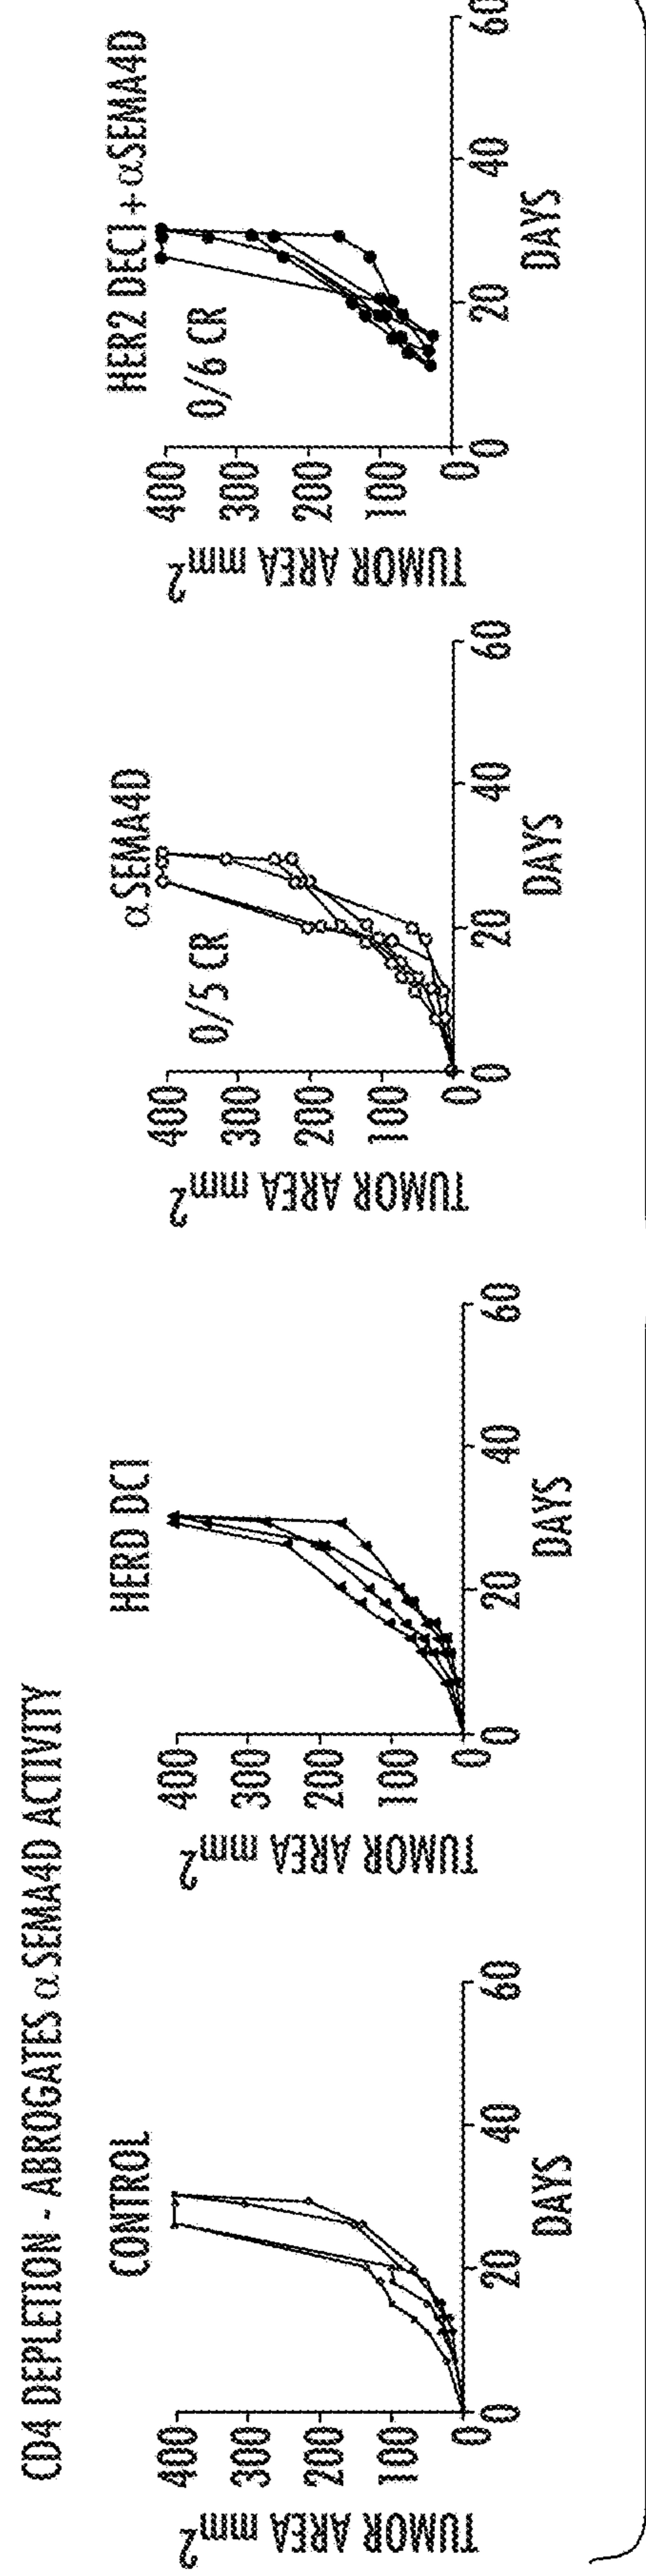 CD4 DEPLETION - ABROGATES αSEMA4D ACTIVITY
CONTROL
TUMOR AREA mm2
400
300
200
100
0
0
20
40
60
DAYS
HERD DC1
TUMOR AREA mm2
400
300
200
100
0
0
20
40
60
DAYS
αSEMA4D
0/5 CR
TUMOR AREA mm2
400
300
200
100
0
0
20
40
60
DAYS
HER2 DEC1 + αSEMA4D
0/6 CR
TUMOR AREA mm2
400
300
200
100
0
0
20
40
60
DAYS